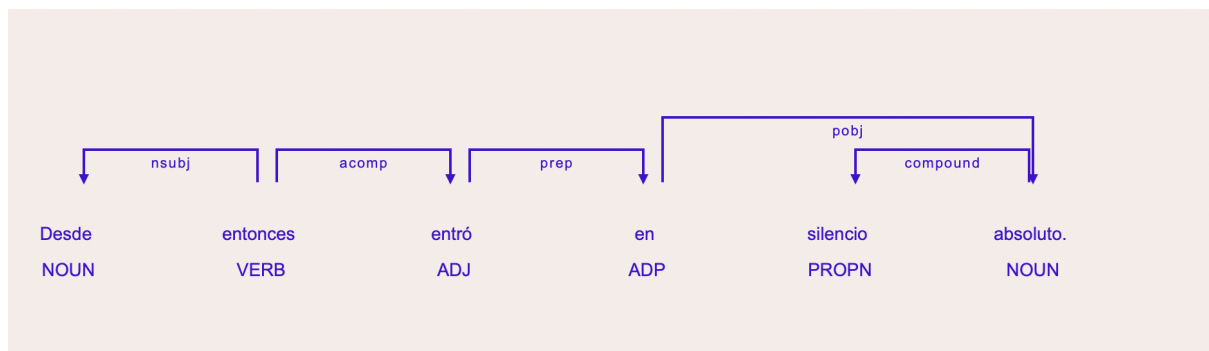 pobj
nsubj acomp prep compound
Desde entonces entró en silencio absoluto.
NOUN VERB ADJ ADP PROPN NOUN